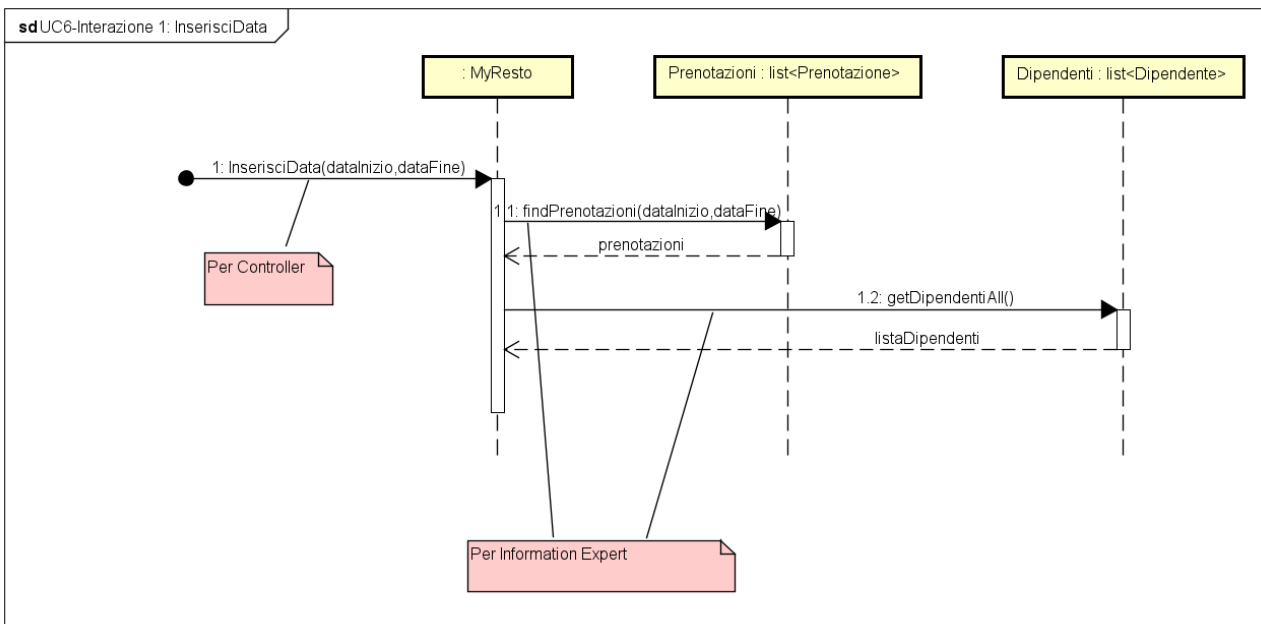 sd UC6-Interazione 1: InserisciData
: MyResto
Prenotazioni : list<Prenotazione>
Dipendenti : list<Dipendente>
1: InserisciData(dataInizio,dataFine)
1.1: findPrenotazioni(dataInizio,dataFine)
prenotazioni
Per Controller
1.2: getDipendentiAll()
listaDipendenti
Per Information Expert